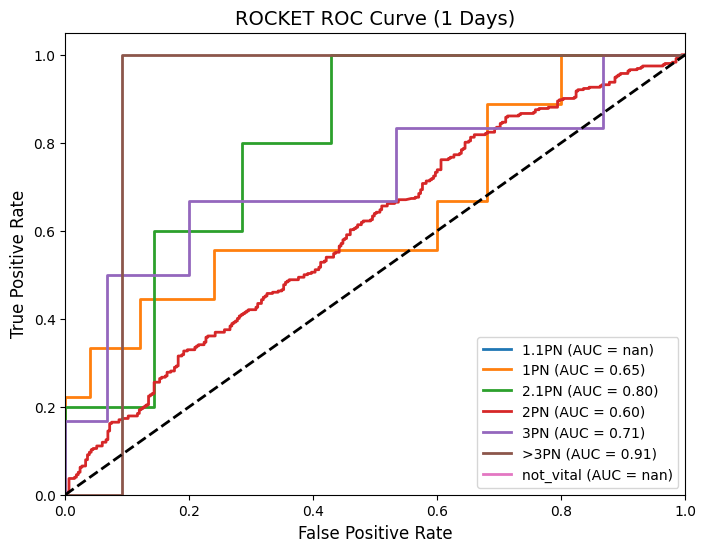 ROCKET ROC Curve (1 Days)
True Positive Rate
1.0
0.8
0.6
0.4
0.2
0.0
0.0 0.2 0.4 0.6 0.8 1.0
False Positive Rate
1.1PN (AUC = nan)
1PN (AUC = 0.65)
2.1PN (AUC = 0.80)
2PN (AUC = 0.60)
3PN (AUC = 0.71)
>3PN (AUC = 0.91)
not_vital (AUC = nan)